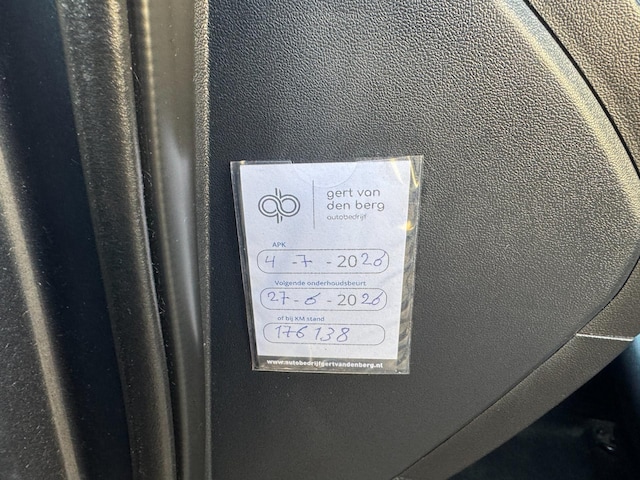 gert van
den berg
autobedrijf
APK
4 -7 - 2026
Volgende onderhoudsbeurt
27-6-2026
of bij KM stand
176138
www.autobedrijfgertvandenberg.nl